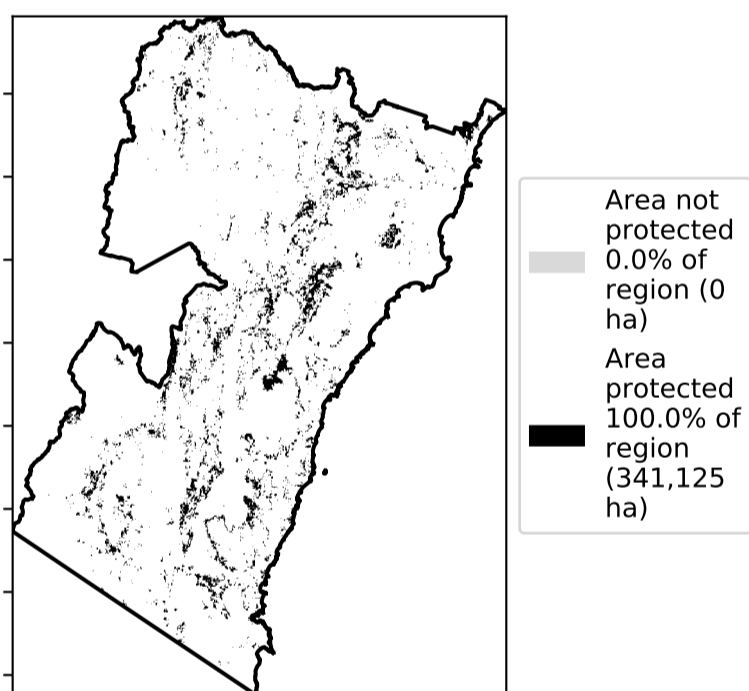 Area not
protected
0.0% of
region (0
ha)
Area
protected
100.0% of
region
(341,125
ha)